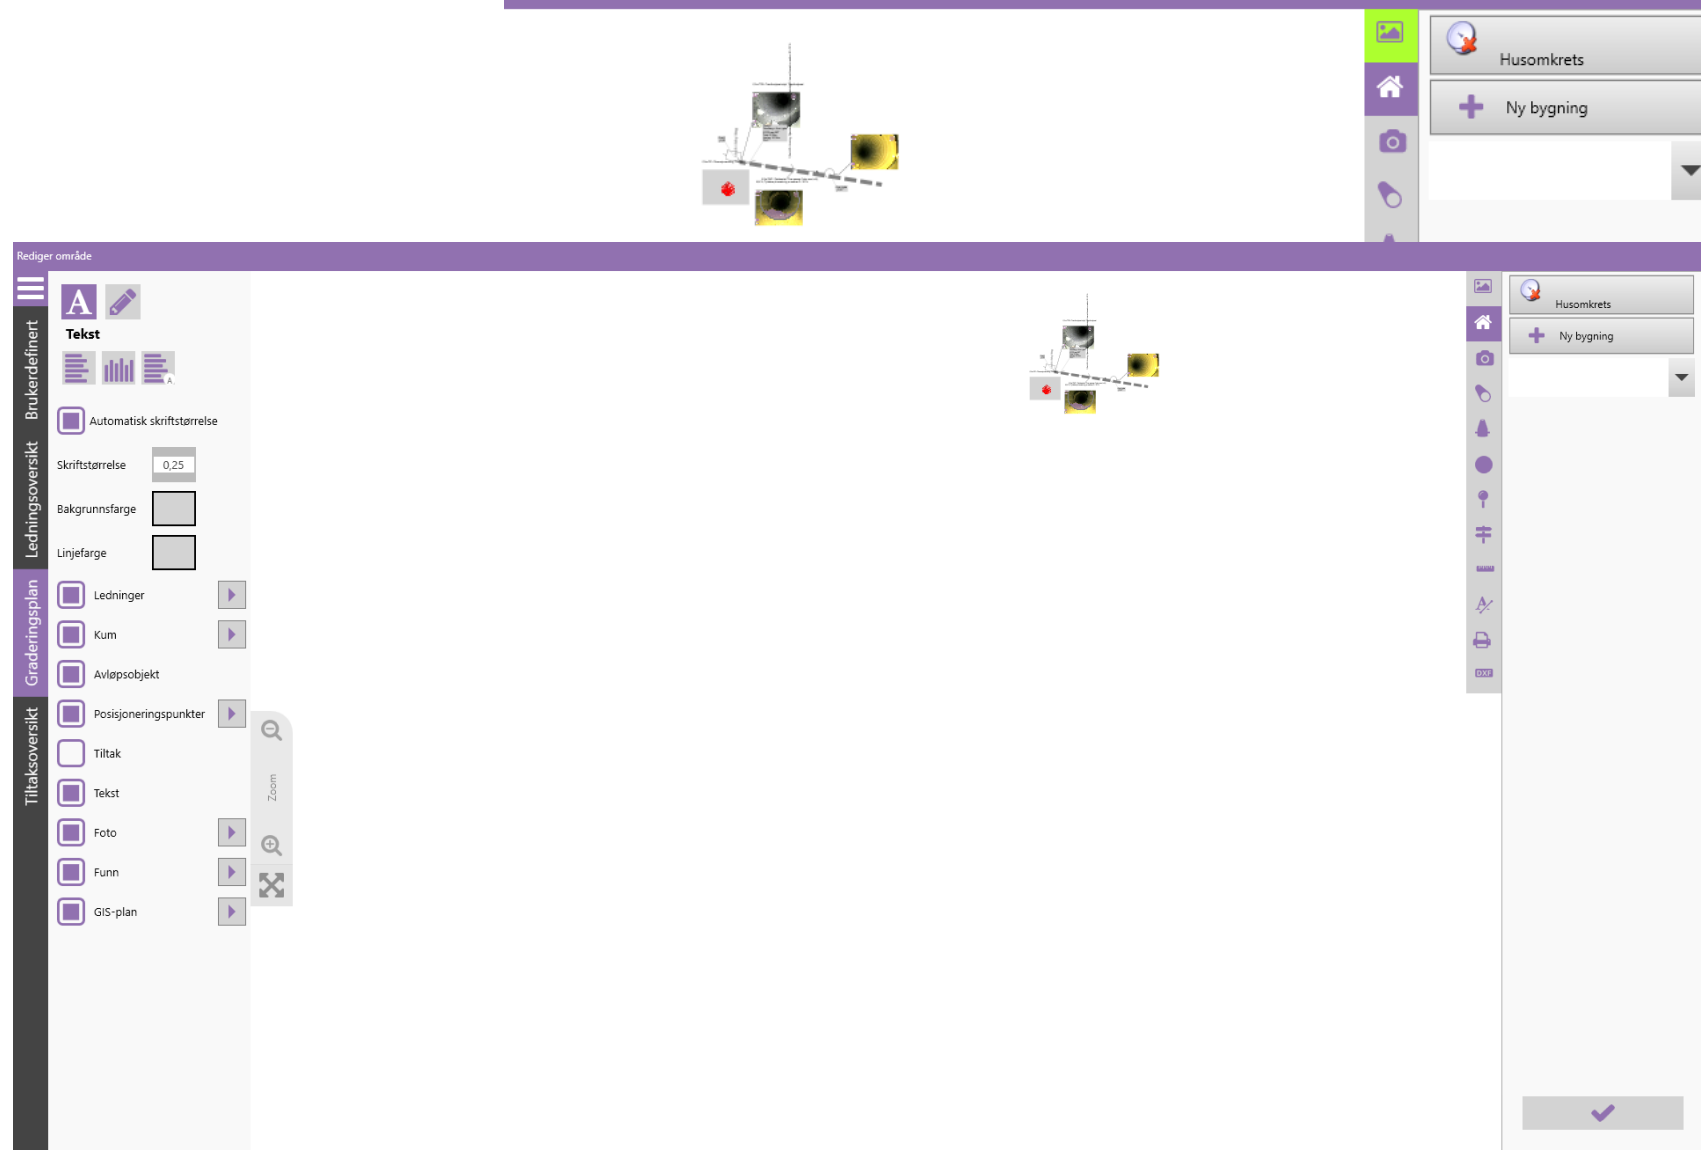 Husomkrets
Ny bygning
Rediger område
A
Tekst
A
Automatisk skriftstørrelse
Skriftstørrelse
0,25
Bakgrunnsfarge
Linjefarge
Ledninger
Kum
Avløpsobjekt
Posisjoneringspunkter
Tiltak
Tekst
Foto
Funn
GIS-plan
Brukerdefinert
Ledningsoversikt
Graderingsplan
Tiltaksoversikt
Zoom
DXF
Husomkrets
Ny bygning